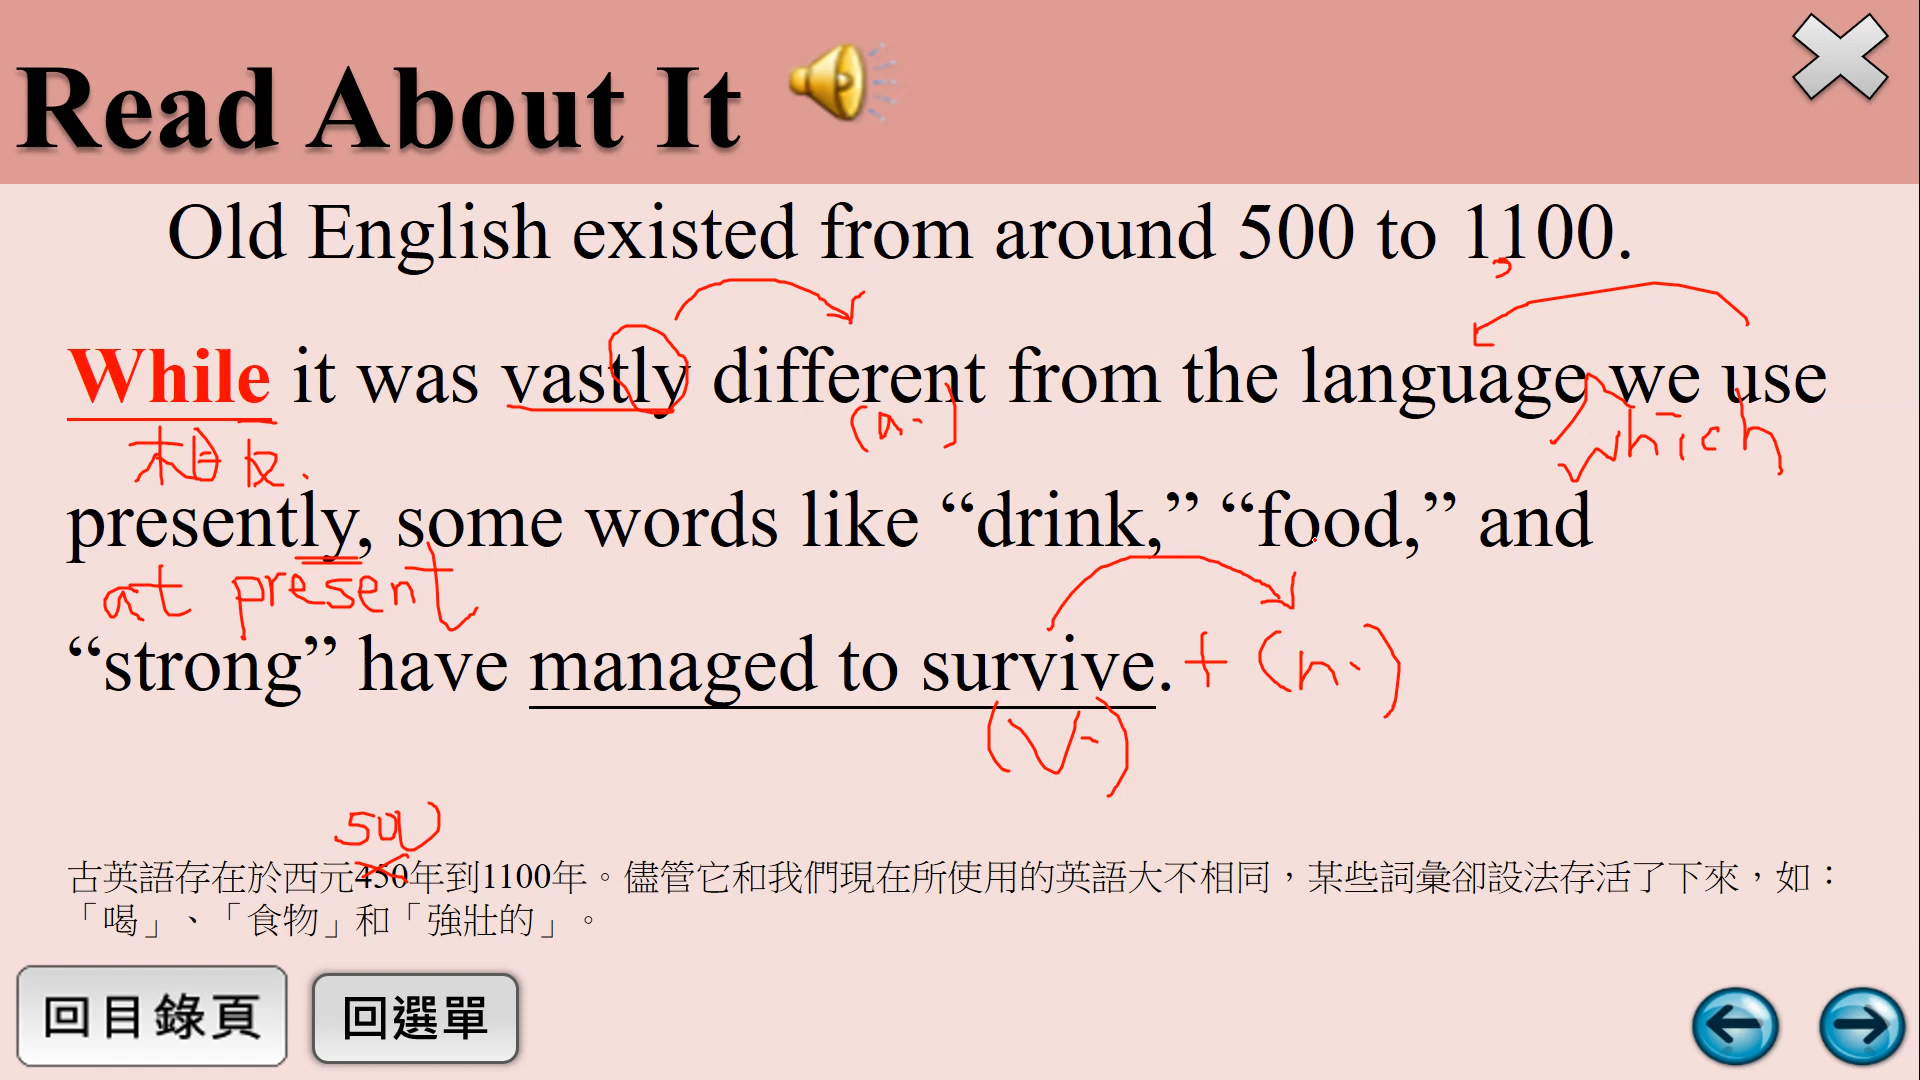 Read About It
Old English existed from around 500 to 1100.
,
While it was vastly different from the language we use
相反.
(a.)
which
presently, some words like “drink,” “food,” and
at present
“strong” have managed to survive. + (n.)
(v.)
500
古英語存在於西元450年到1100年。儘管它和我們現在所使用的英語大不相同，某些詞彙卻設法存活了下來，如：
「喝」、「食物」和「強壯的」。
回目錄頁
回選單